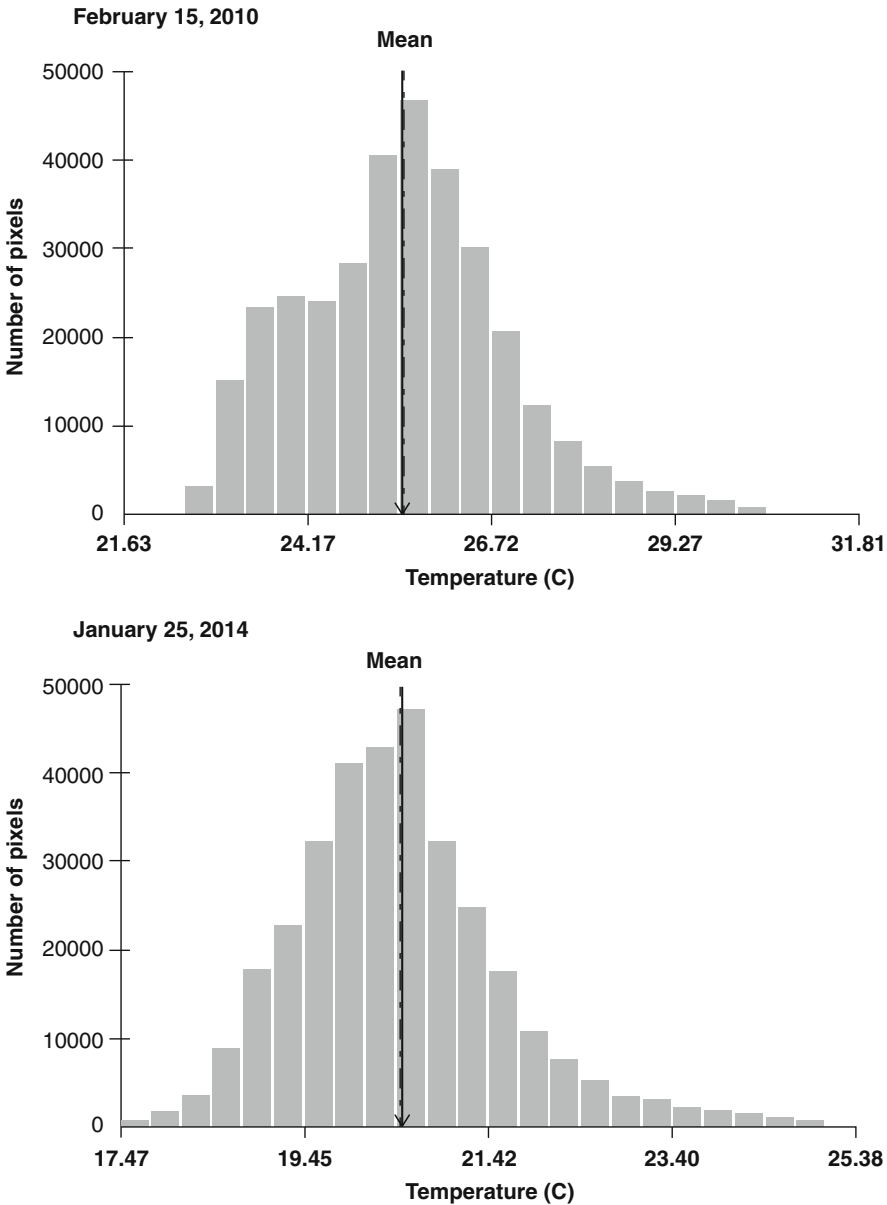 February 15, 2010
Mean
50000
40000
30000
20000
10000
0
Number of pixels
21.63 24.17 26.72 29.27 31.81
Temperature (C)
January 25, 2014
Mean
50000
40000
30000
20000
10000
0
Number of pixels
17.47 19.45 21.42 23.40 25.38
Temperature (C)